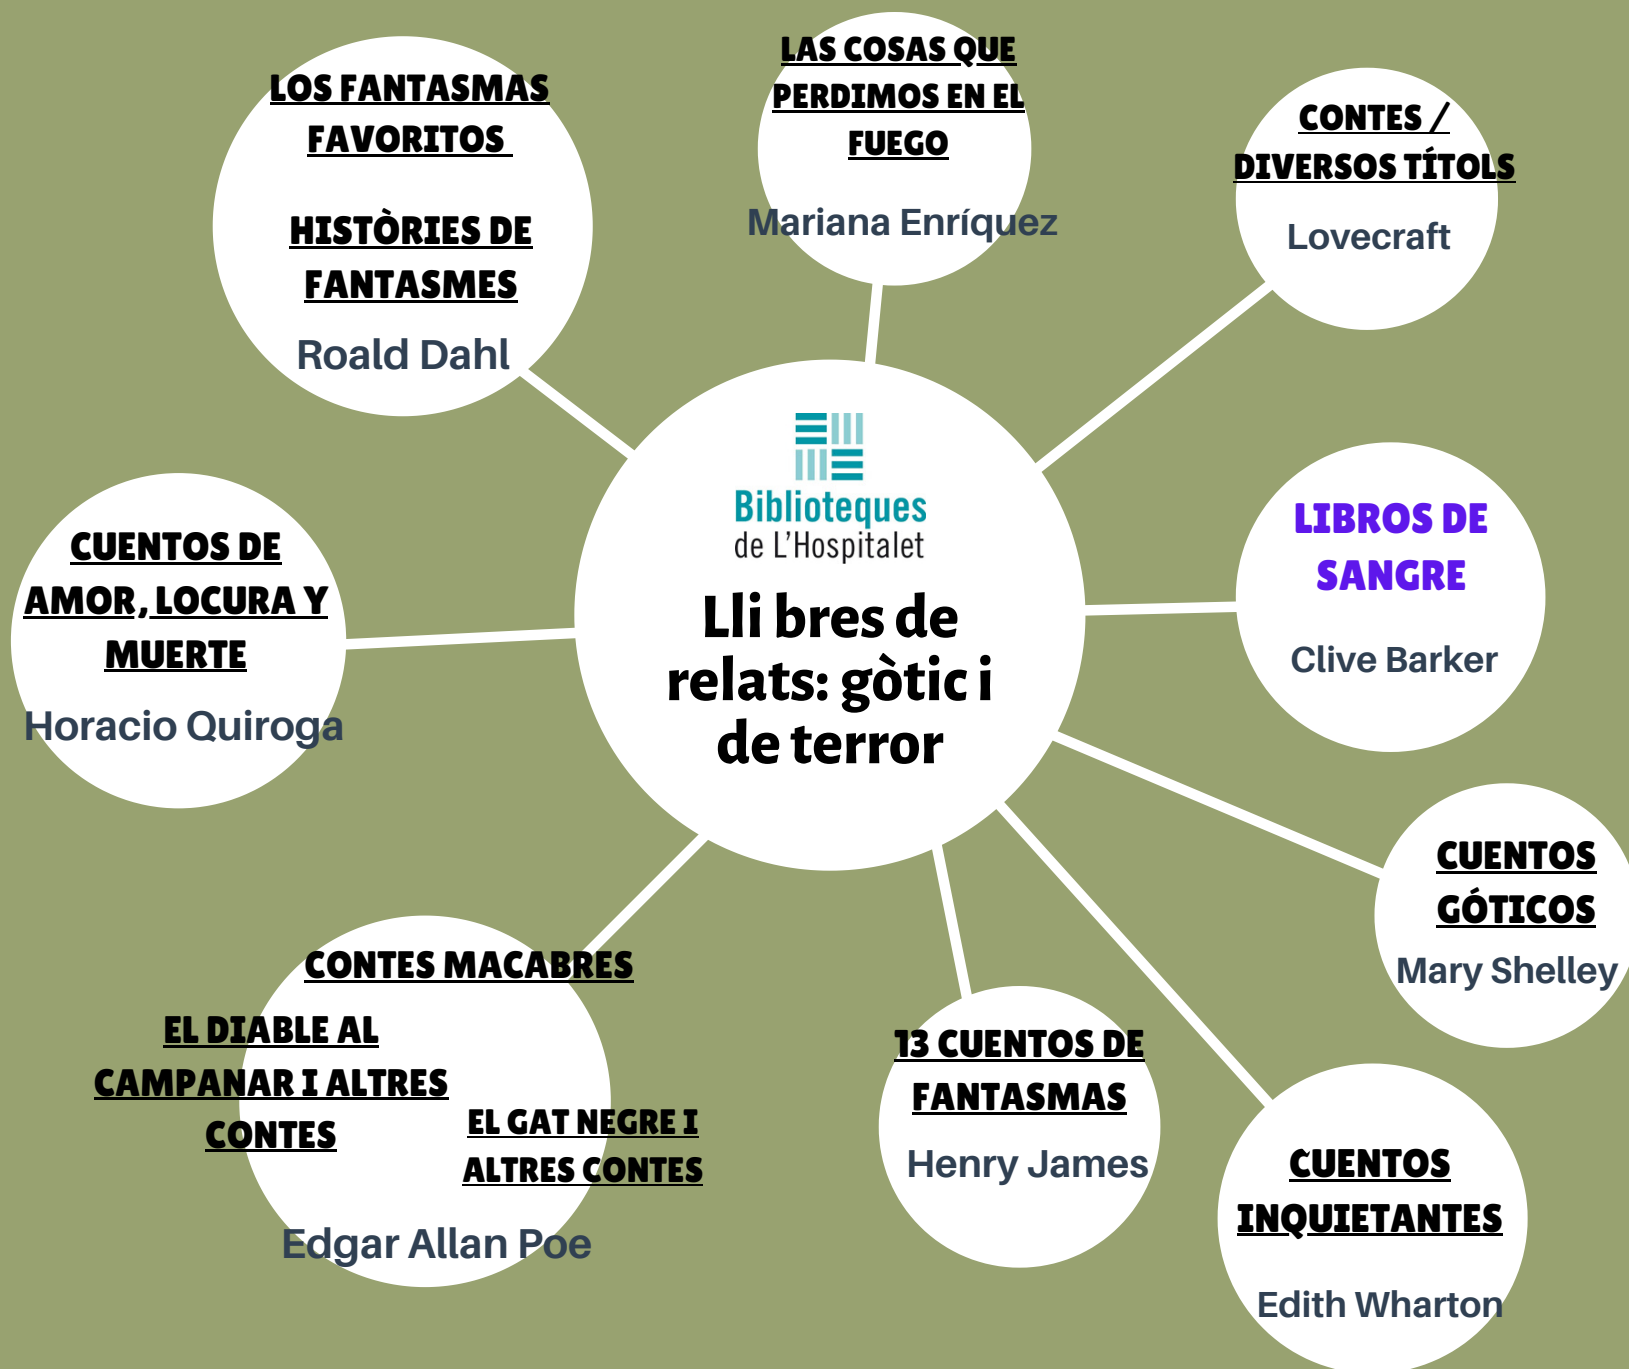 LOS FANTASMAS
FAVORITOS
HISTÒRIES DE
FANTASMES
Roald Dahl
LAS COSAS QUE
PERDIMOS EN EL
FUEGO
Mariana Enríquez
CONTES /
DIVERSOS TÍTOLS
Lovecraft
Biblioteques
de L'Hospitalet
Lli bres de
relats: gòtic i
de terror
LIBROS DE
SANGRE
Clive Barker
CUENTOS DE
AMOR, LOCURA Y
MUERTE
Horacio Quiroga
CUENTOS
GÓTICOS
Mary Shelley
CONTES MACABRES
EL DIABLE AL
CAMPANAR I ALTRES
CONTES
EL GAT NEGRE I
ALTRES CONTES
Edgar Allan Poe
13 CUENTOS DE
FANTASMAS
Henry James
CUENTOS
INQUIETANTES
Edith Wharton